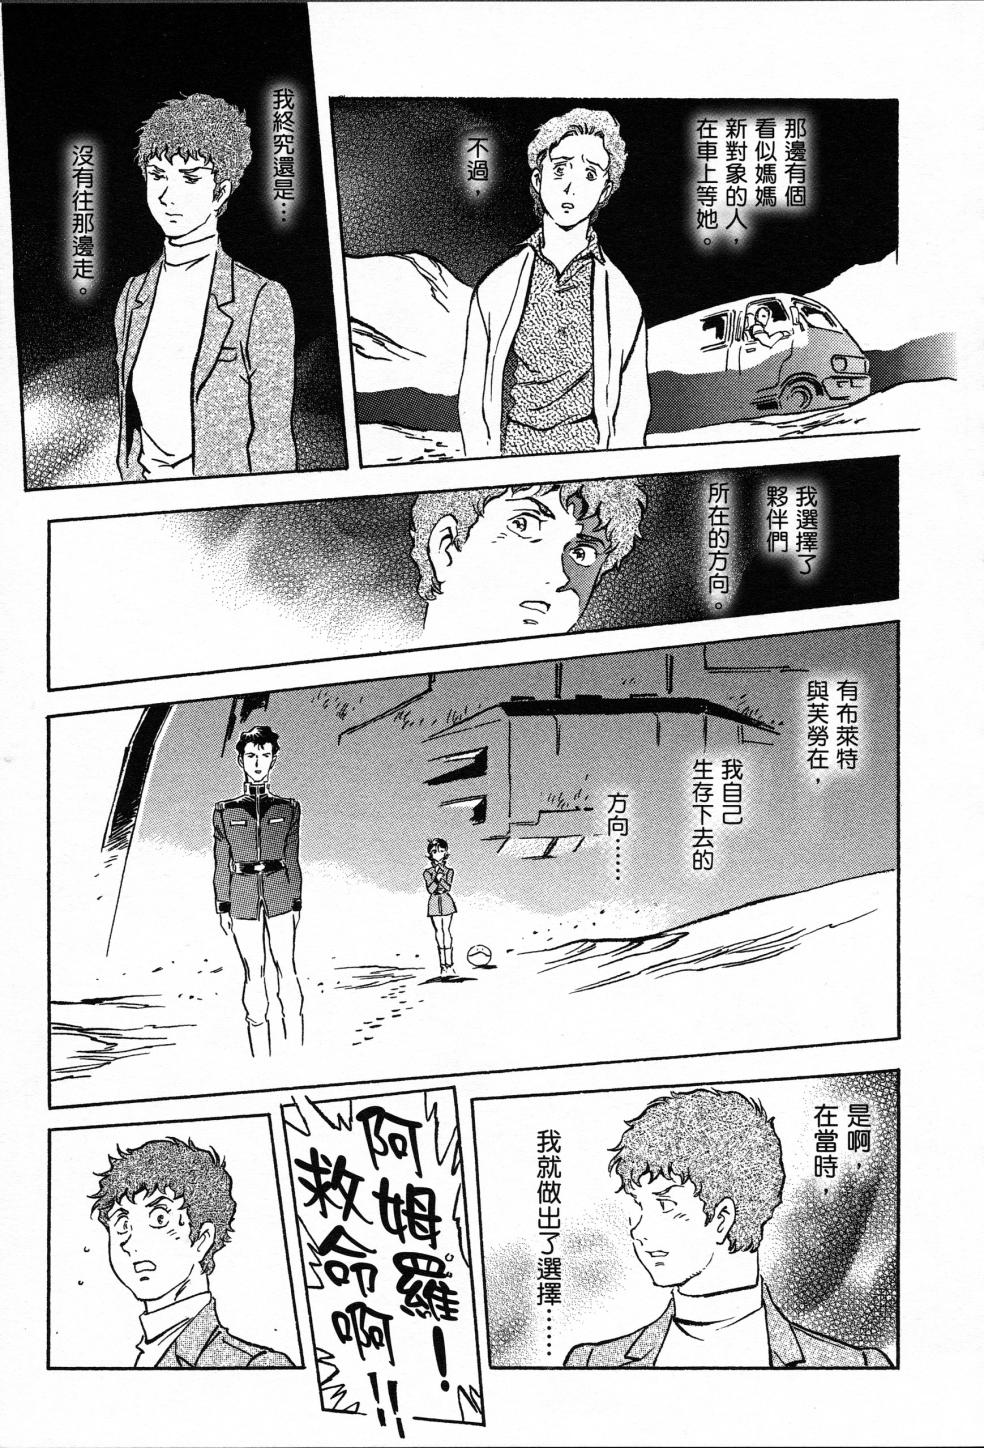 那邊有個
看似媽媽
新對象的人，
在車上等她。
不過，
我終究還是…
沒有往那邊走。
我選擇了
夥伴們
所在的方向。
有布萊特
與芙勞在，
我自己
生存下去的
方向……
是啊，
在當時，
我就做出了選擇……
阿姆羅！
救命啊!!